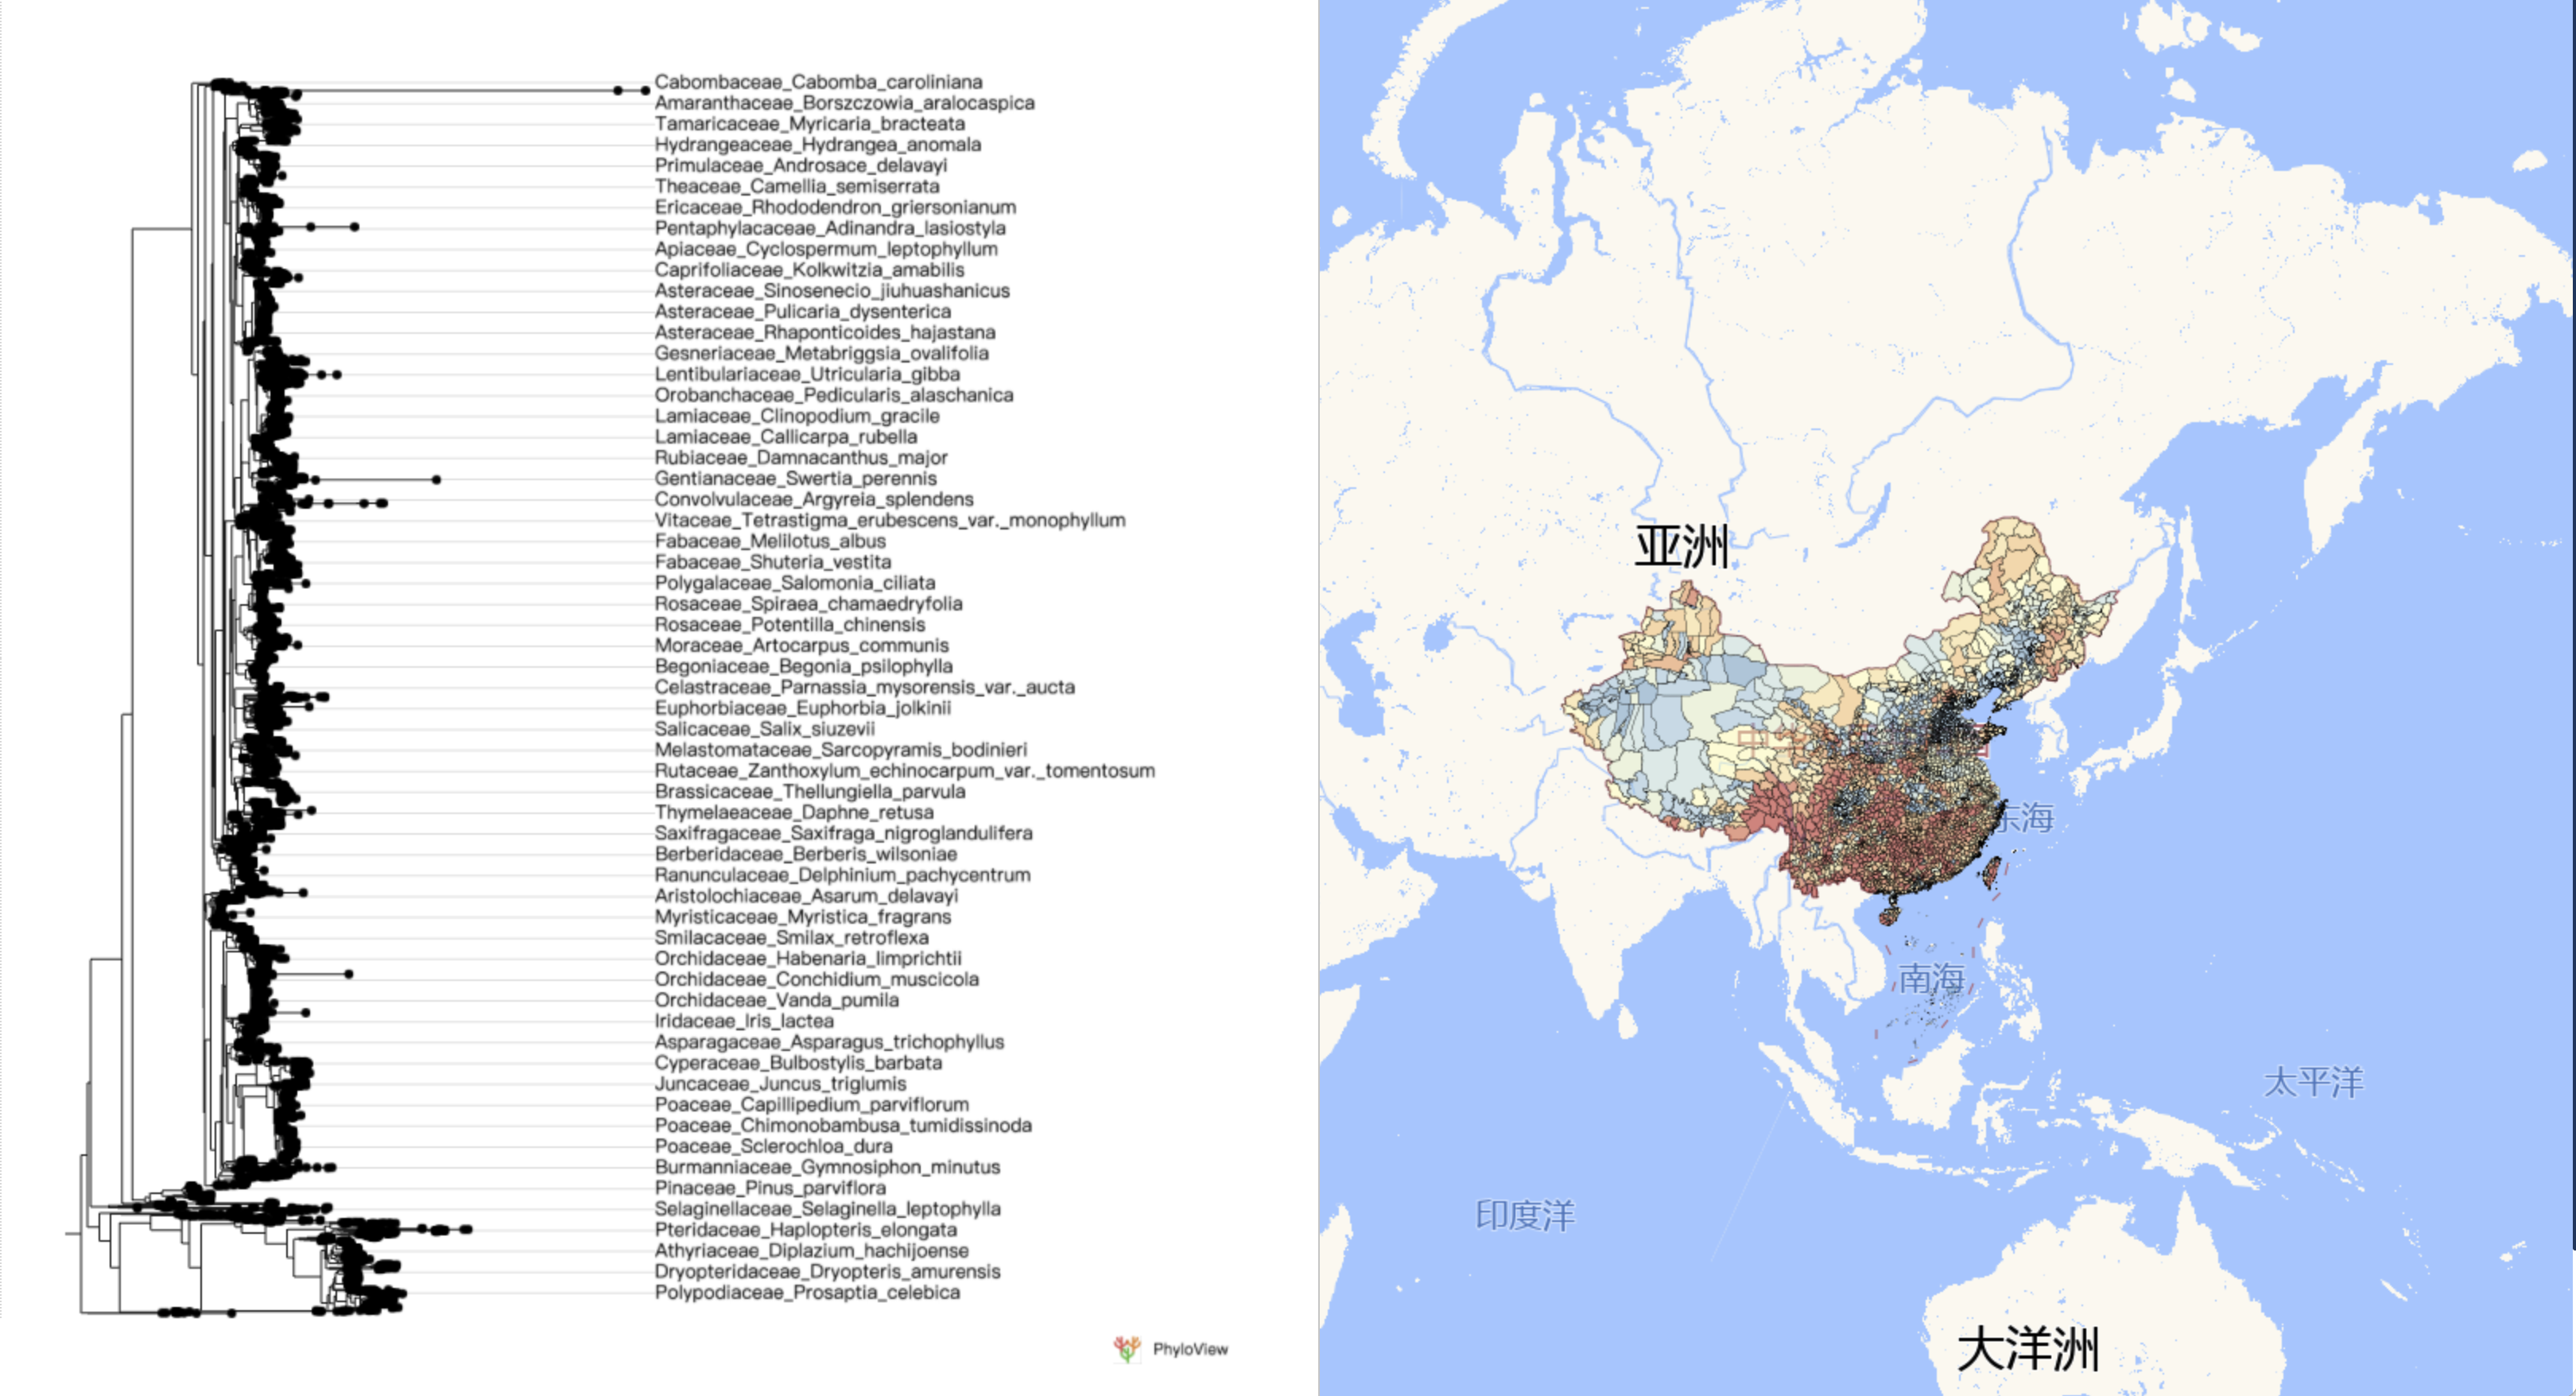 Cabombaceae_Cabomba_caroliniana
Amaranthaceae_Borszczowia_aralocaspica
Tamaricaceae_Myricaria_bracteata
Hydrangeaceae_Hydrangea_anomala
Primulaceae_Androsace_delavayi
Theaceae_Camellia_semiserrata
Ericaceae_Rhododendron_griersonianum
Pentaphylacaceae_Adinandra_lasiostyla
Apiaceae_Cyclospermum_leptophyllum
Caprifoliaceae_Kolkwitzia_amabilis
Asteraceae_Sinosenecio_jiuhuashanicus
Asteraceae_Pulicaria_dysenterica
Asteraceae_Rhaponticoides_hajastana
Gesneriaceae_Metabriggsia_ovalifolia
Lentibulariaceae_Utricularia_gibba
Orobanchaceae_Pedicularis_alaschanica
Lamiaceae_Clinopodium_gracile
Lamiaceae_Callicarpa_rubella
Rubiaceae_Damnacanthus_major
Gentianaceae_Swertia_perennis
Convolvulaceae_Argyreia_splendens
Vitaceae_Tetrastigma_erubescens_var._monophyllum
Fabaceae_Melilotus_albus
Fabaceae_Shuteria_vestita
Polygalaceae_Salomonia_ciliata
Rosaceae_Spiraea_chamaedryfolia
Rosaceae_Potentilla_chinensis
Moraceae_Artocarpus_communis
Begoniaceae_Begonia_psilophylla
Celastraceae_Parnassia_mysorensis_var._aucta
Euphorbiaceae_Euphorbia_jolkinii
Salicaceae_Salix_siuzevii
Melastomataceae_Sarcopyramis_bodinieri
Rutaceae_Zanthoxylum_echinocarpum_var._tomentosum
Brassicaceae_Thellungiella_parvula
Thymelaeaceae_Daphne_retusa
Saxifragaceae_Saxifraga_nigroglandulifera
Berberidaceae_Berberis_wilsoniae
Ranunculaceae_Delphinium_pachycentrum
Aristolochiaceae_Asarum_delavayi
Myristicaceae_Myristica_fragrans
Smilacaceae_Smilax_retroflexa
Orchidaceae_Habenaria_limprichtii
Orchidaceae_Conchidium_muscicola
Orchidaceae_Vanda_pumila
Iridaceae_Iris_lactea
Asparagaceae_Asparagus_trichophyllus
Cyperaceae_Bulbostylis_barbata
Juncaceae_Juncus_triglumis
Poaceae_Capillipedium_parviflorum
Poaceae_Chimonobambusa_tumidissinoda
Poaceae_Sclerochloa_dura
Burmanniaceae_Gymnosiphon_minutus
Pinaceae_Pinus_parviflora
Selaginellaceae_Selaginella_leptophylla
Pteridaceae_Haplopteris_elongata
Athyriaceae_Diplazium_hachijoense
Dryopteridaceae_Dryopteris_amurensis
Polypodiaceae_Prosaptia_celebica
PhyloView
亚洲
东海
南海
太平洋
印度洋
大洋洲